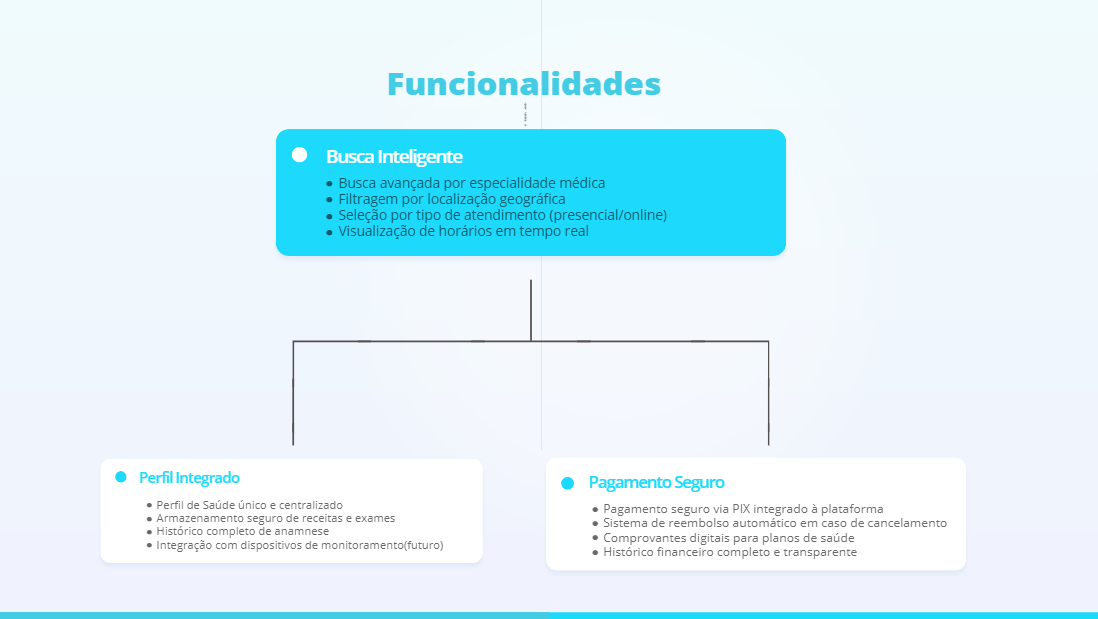 Funcionalidades
Busca Inteligente
• Busca avançada por especialidade médica
• Filtragem por localização geográfica
• Seleção por tipo de atendimento (presencial/online)
• Visualização de horários em tempo real
Perfil Integrado
• Perfil de Saúde único e centralizado
• Armazenamento seguro de receitas e exames
• Histórico completo de anamnese
• Integração com dispositivos de monitoramento(futuro)
Pagamento Seguro
• Pagamento seguro via PIX integrado à plataforma
• Sistema de reembolso automático em caso de cancelamento
• Comprovantes digitais para planos de saúde
• Histórico financeiro completo e transparente